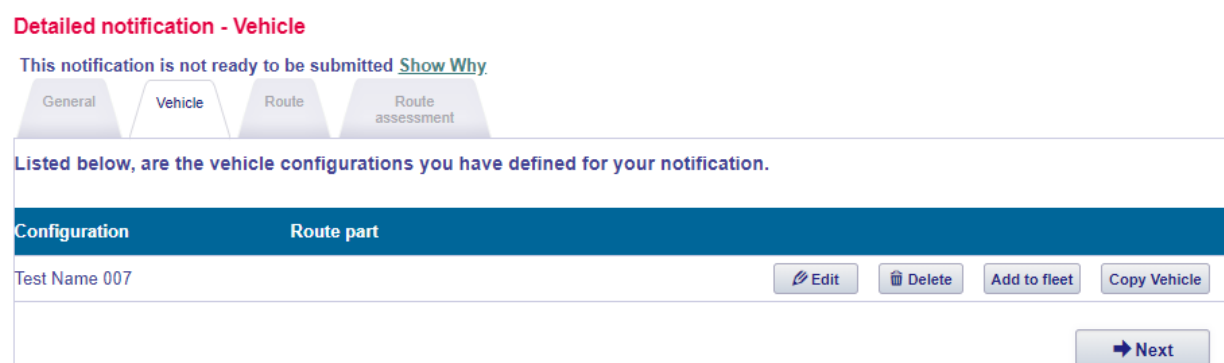 Detailed notification - Vehicle
This notification is not ready to be submitted Show Why
General Vehicle Route Route assessment
Listed below, are the vehicle configurations you have defined for your notification.
Configuration Route part
Test Name 007 Edit Delete Add to fleet Copy Vehicle
Next